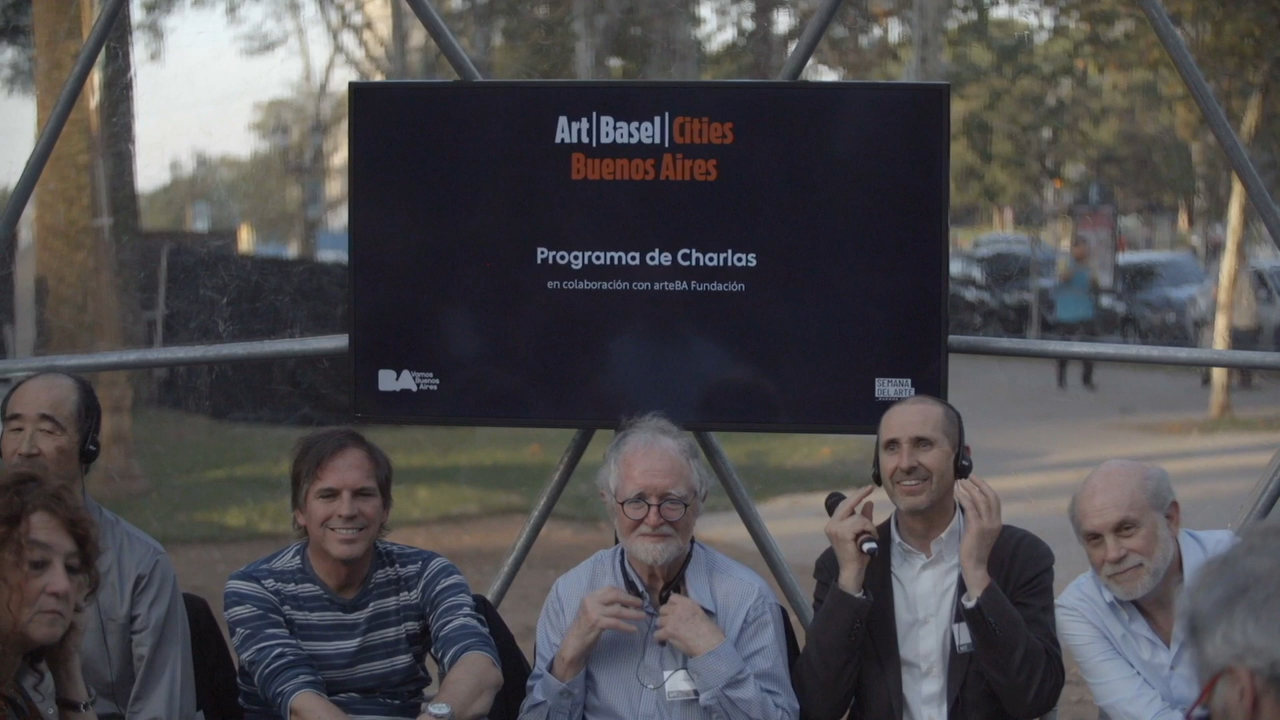 Art|Basel|Cities
Buenos Aires
Programa de Charlas
en colaboración con arteBA Fundación
BA Vamos
Buenos
Aires
SEMANA
DEL ARTE